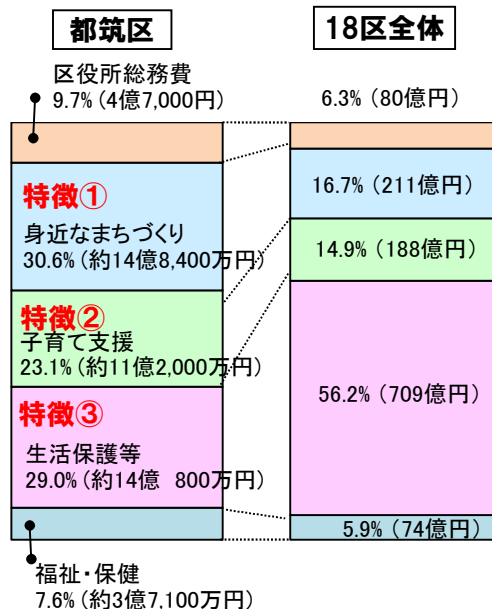 都筑区
18区全体
区役所総務費
9.7%(4億7,000円)
6.3% (80億円)
特徴①
身近なまちづくり
30.6%(約14億8,400万円)
16.7% (211億円)
特徴②
子育て支援
23.1%(約11億2,000万円)
14.9% (188億円)
特徴③
生活保護等
29.0%(約14億 800万円)
56.2% (709億円)
5.9% (74億円)
福祉・保健
7.6%(約3億7,100万円)